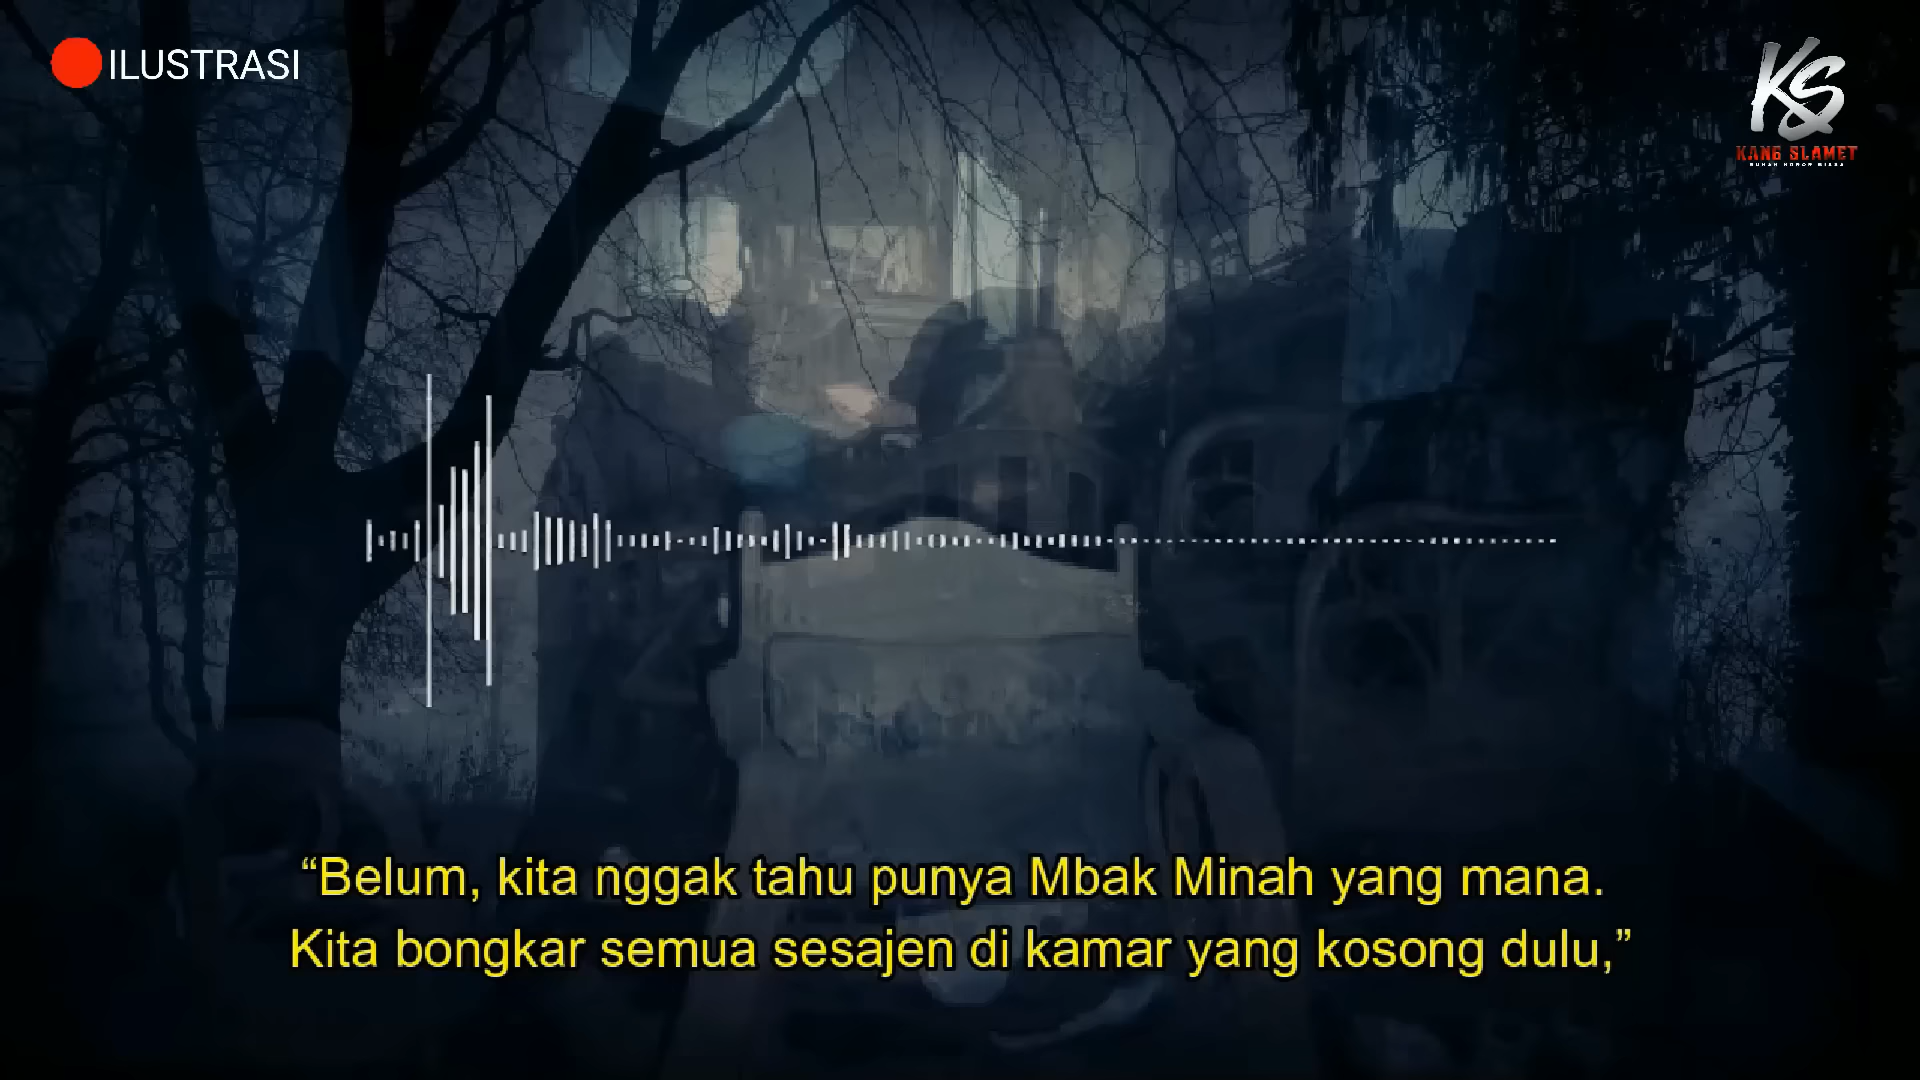 ILUSTRASI
KS
KANG SLAMET
“Belum, kita nggak tahu punya Mbak Minah yang mana.
Kita bongkar semua sesajen di kamar yang kosong dulu,”